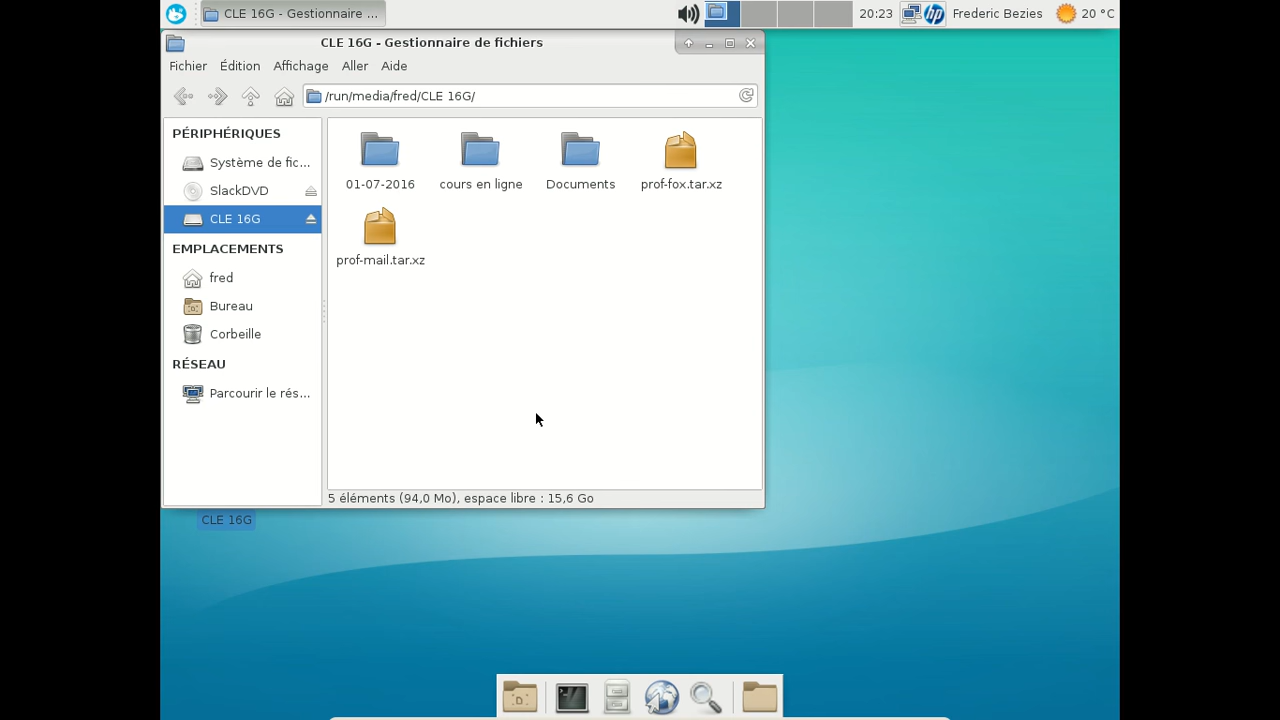 CLE 16G - Gestionnaire ...
20:23
hp
Frederic Bezies
20 °C
CLE 16G - Gestionnaire de fichiers
Fichier Édition Affichage Aller Aide
/run/media/fred/CLE 16G/
PÉRIPHÉRIQUES
Système de fic...
SlackDVD
CLE 16G
EMPLACEMENTS
fred
Bureau
Corbeille
RÉSEAU
Parcourir le rés...
01-07-2016
cours en ligne
Documents
prof-fox.tar.xz
prof-mail.tar.xz
5 éléments (94,0 Mo), espace libre : 15,6 Go
CLE 16G